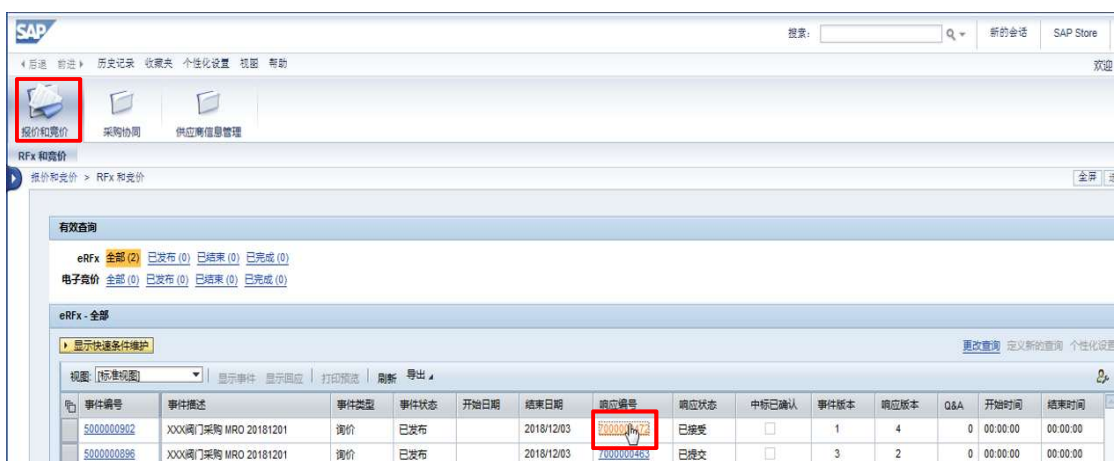 SAP 搜索: 新的会话 SAP Store
后退 前进 历史记录 收藏夹 个性化设置 视图 帮助 欢迎
报价和竞价 采购协同 供应商信息管理
RFx 和竞价
报价和竞价 > RFx 和竞价 全屏
有效查询
eRFx 全部 (2) 已发布 (0) 已结束 (0) 已完成 (0)
电子竞价 全部 (0) 已发布 (0) 已结束 (0) 已完成 (0)
eRFx - 全部
显示快速条件维护 更改查询 定义新的查询 个性化设置
视图: [标准视图] 显示事件 显示回应 打印预览 刷新 导出
事件编号 事件描述 事件类型 事件状态 开始日期 结束日期 响应编号 响应状态 中标已确认 事件版本 响应版本 Q&A 开始时间 结束时间
5000000902 XXX阀门采购 MRO 20181201 询价 已发布 2018/12/03 已接受 1 4 0 00:00:00 00:00:00
5000000896 XXX阀门采购 MRO 20181201 询价 已发布 2018/12/03 7000000463 已提交 3 2 0 00:00:00 00:00:00